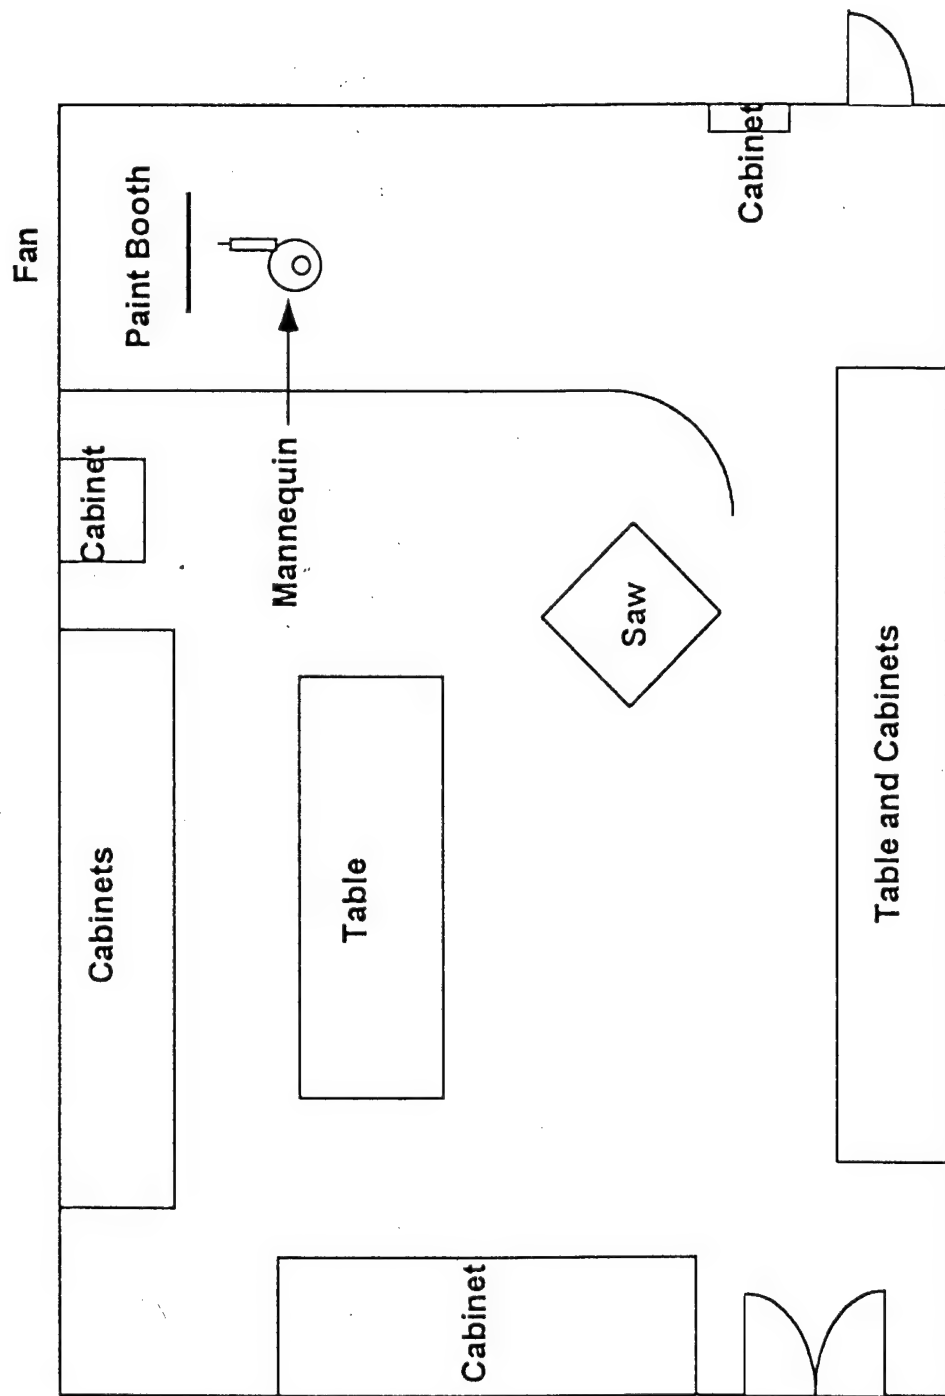 Fan
Paint Booth
Cabinet
Mannequin
Cabinet
Saw
Cabinets
Table
Table and Cabinets
Cabinet